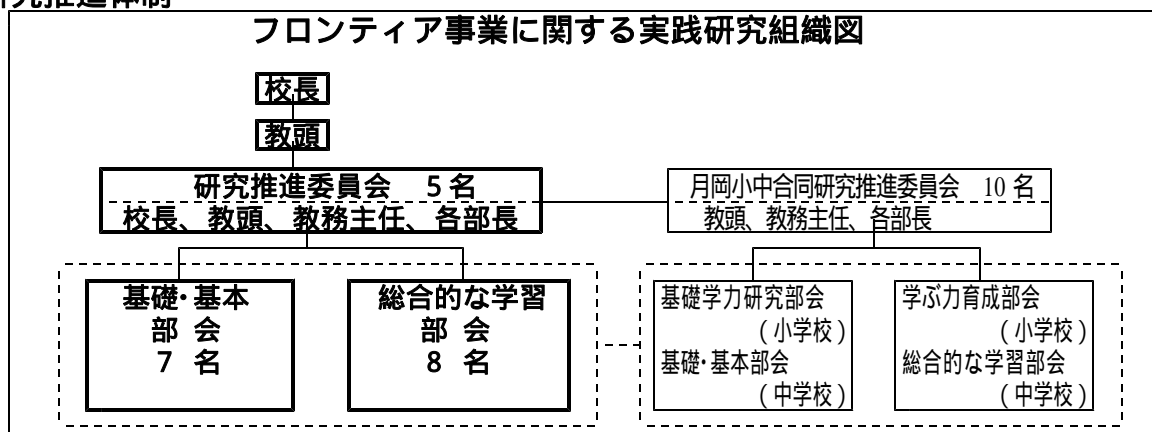 フロンティア事業に関する実践研究組織図
校長
教頭
研究推進委員会　５名
校長、教頭、教務主任、各部長
月岡小中合同研究推進委員会　10 名
教頭、教務主任、各部長
基礎・基本
部 会
７ 名
総合的な学習
部 会
８ 名
基礎学力研究部会
(小学校)
基礎・基本部会
(中学校)
学ぶ力育成部会
(小学校)
総合的な学習部会
(中学校)